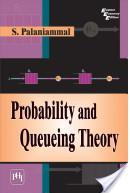 S. Palaniammal
Probability and
Queueing Theory